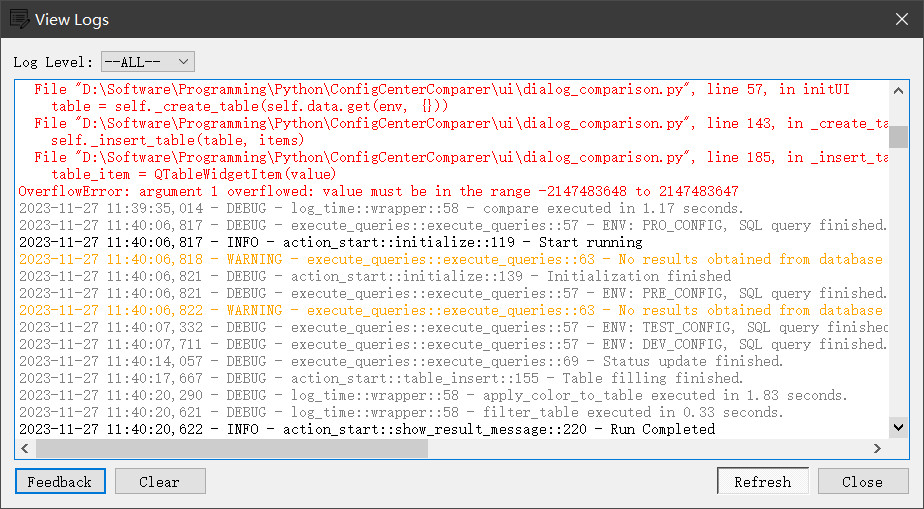 View Logs
Log Level: --ALL--
File "D:\Software\Programming\Python\ConfigCenterComparer\ui\dialog_comparison.py", line 57, in initUI
table = self._create_table(self.data.get(env, {}))
File "D:\Software\Programming\Python\ConfigCenterComparer\ui\dialog_comparison.py", line 143, in _create_ta
self._insert_table(table, items)
File "D:\Software\Programming\Python\ConfigCenterComparer\ui\dialog_comparison.py", line 185, in _insert_ta
table_item = QTableWidgetItem(value)
OverflowError: argument 1 overflowed: value must be in the range -2147483648 to 2147483647
2023-11-27 11:39:35,014 - DEBUG - log_time::wrapper::58 - compare executed in 1.17 seconds.
2023-11-27 11:40:06,817 - DEBUG - execute_queries::execute_queries::57 - ENV: PRO_CONFIG, SQL query finished.
2023-11-27 11:40:06,817 - INFO - action_start::initialize::119 - Start running
2023-11-27 11:40:06,818 - WARNING - execute_queries::execute_queries::63 - No results obtained from database
2023-11-27 11:40:06,821 - DEBUG - action_start::initialize::139 - Initialization finished
2023-11-27 11:40:06,821 - DEBUG - execute_queries::execute_queries::57 - ENV: PRE_CONFIG, SQL query finished.
2023-11-27 11:40:06,822 - WARNING - execute_queries::execute_queries::63 - No results obtained from database
2023-11-27 11:40:07,332 - DEBUG - execute_queries::execute_queries::57 - ENV: TEST_CONFIG, SQL query finished
2023-11-27 11:40:07,711 - DEBUG - execute_queries::execute_queries::57 - ENV: DEV_CONFIG, SQL query finished.
2023-11-27 11:40:14,057 - DEBUG - execute_queries::execute_queries::69 - Status update finished.
2023-11-27 11:40:17,667 - DEBUG - action_start::table_insert::155 - Table filling finished.
2023-11-27 11:40:20,290 - DEBUG - log_time::wrapper::58 - apply_color_to_table executed in 1.83 seconds.
2023-11-27 11:40:20,621 - DEBUG - log_time::wrapper::58 - filter_table executed in 0.33 seconds.
2023-11-27 11:40:20,622 - INFO - action_start::show_result_message::220 - Run Completed
Feedback Clear Refresh Close